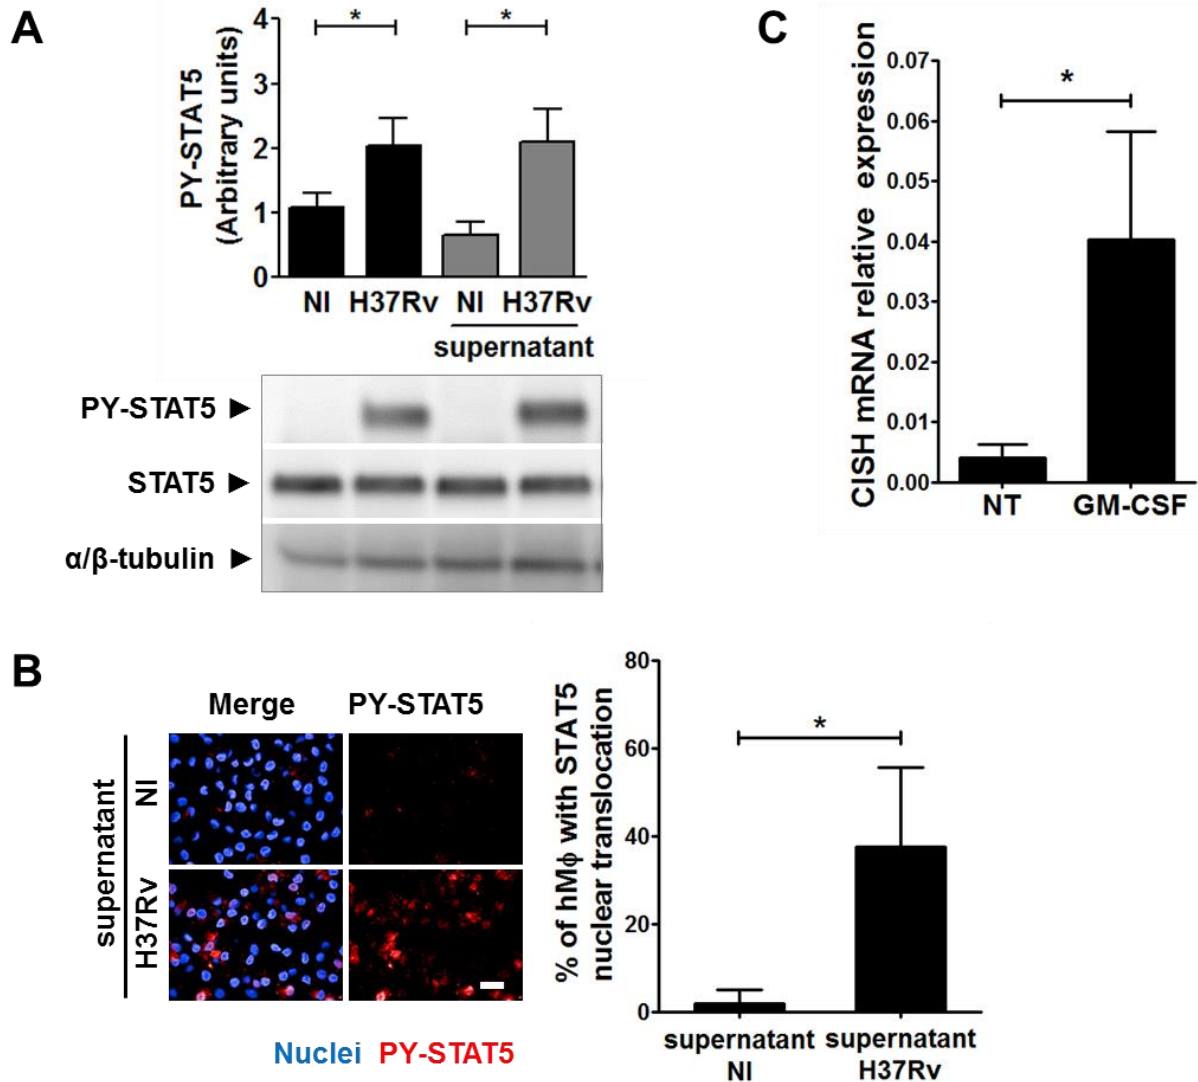 A
PY-STAT5
(Arbitrary units)
4
3
2
1
0
*
*
NI
H37Rv
NI
H37Rv
supernatant
PY-STAT5 ►
STAT5 ►
α/β-tubulin ►
C
CISH mRNA relative expression
0.07
0.06
0.05
0.04
0.03
0.02
0.01
0.00
*
NT
GM-CSF
B
Merge
PY-STAT5
supernatant
NI
H37Rv
Nuclei PY-STAT5
% of hMϕ with STAT5
nuclear translocation
80
60
40
20
0
*
supernatant
NI
supernatant
H37Rv